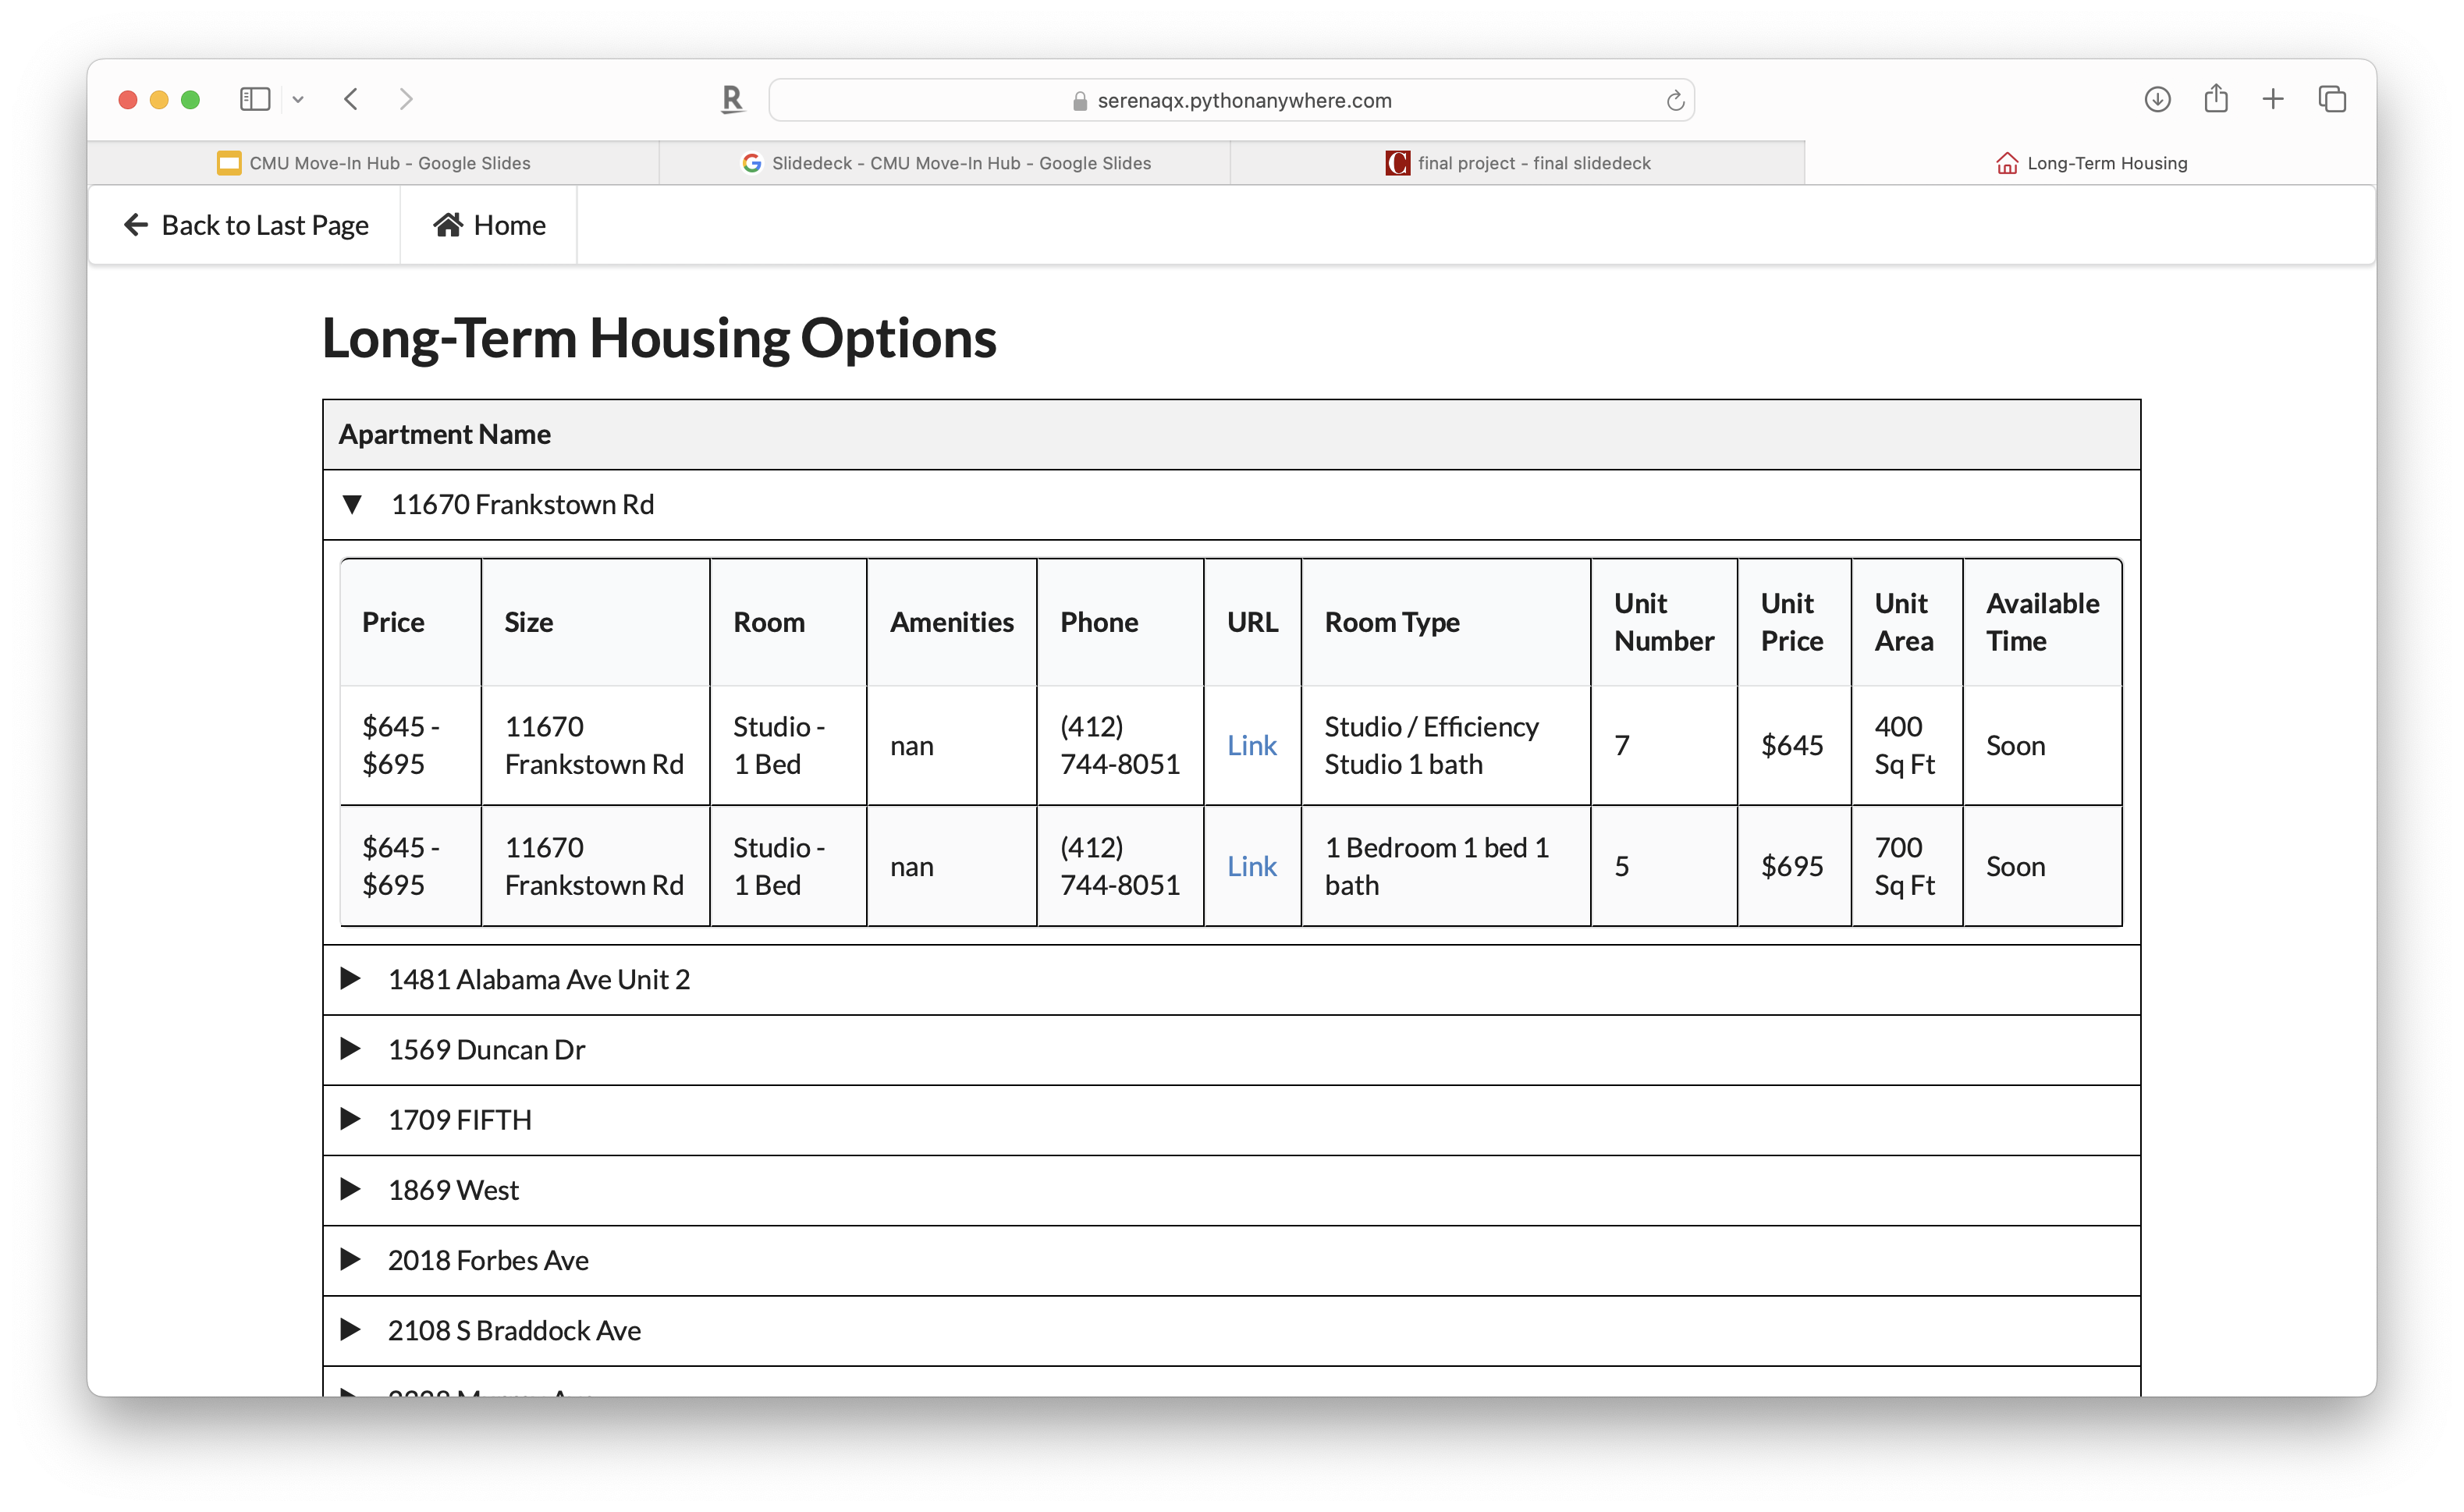 R
serenaqx.pythonanywhere.com
CMU Move-In Hub - Google Slides
Slidedeck - CMU Move-In Hub - Google Slides
final project - final slidedeck
Long-Term Housing
Back to Last Page
Home
Long-Term Housing Options
Apartment Name
11670 Frankstown Rd
Price
Size
Room
Amenities
Phone
URL
Room Type
Unit
Number
Unit
Price
Unit
Area
Available
Time
$645 -
$695
11670
Frankstown Rd
Studio -
1 Bed
nan
(412)
744-8051
Link
Studio / Efficiency
Studio 1 bath
7
$645
400
Sq Ft
Soon
$645 -
$695
11670
Frankstown Rd
Studio -
1 Bed
nan
(412)
744-8051
Link
1 Bedroom 1 bed 1
bath
5
$695
700
Sq Ft
Soon
1481 Alabama Ave Unit 2
1569 Duncan Dr
1709 FIFTH
1869 West
2018 Forbes Ave
2108 S Braddock Ave